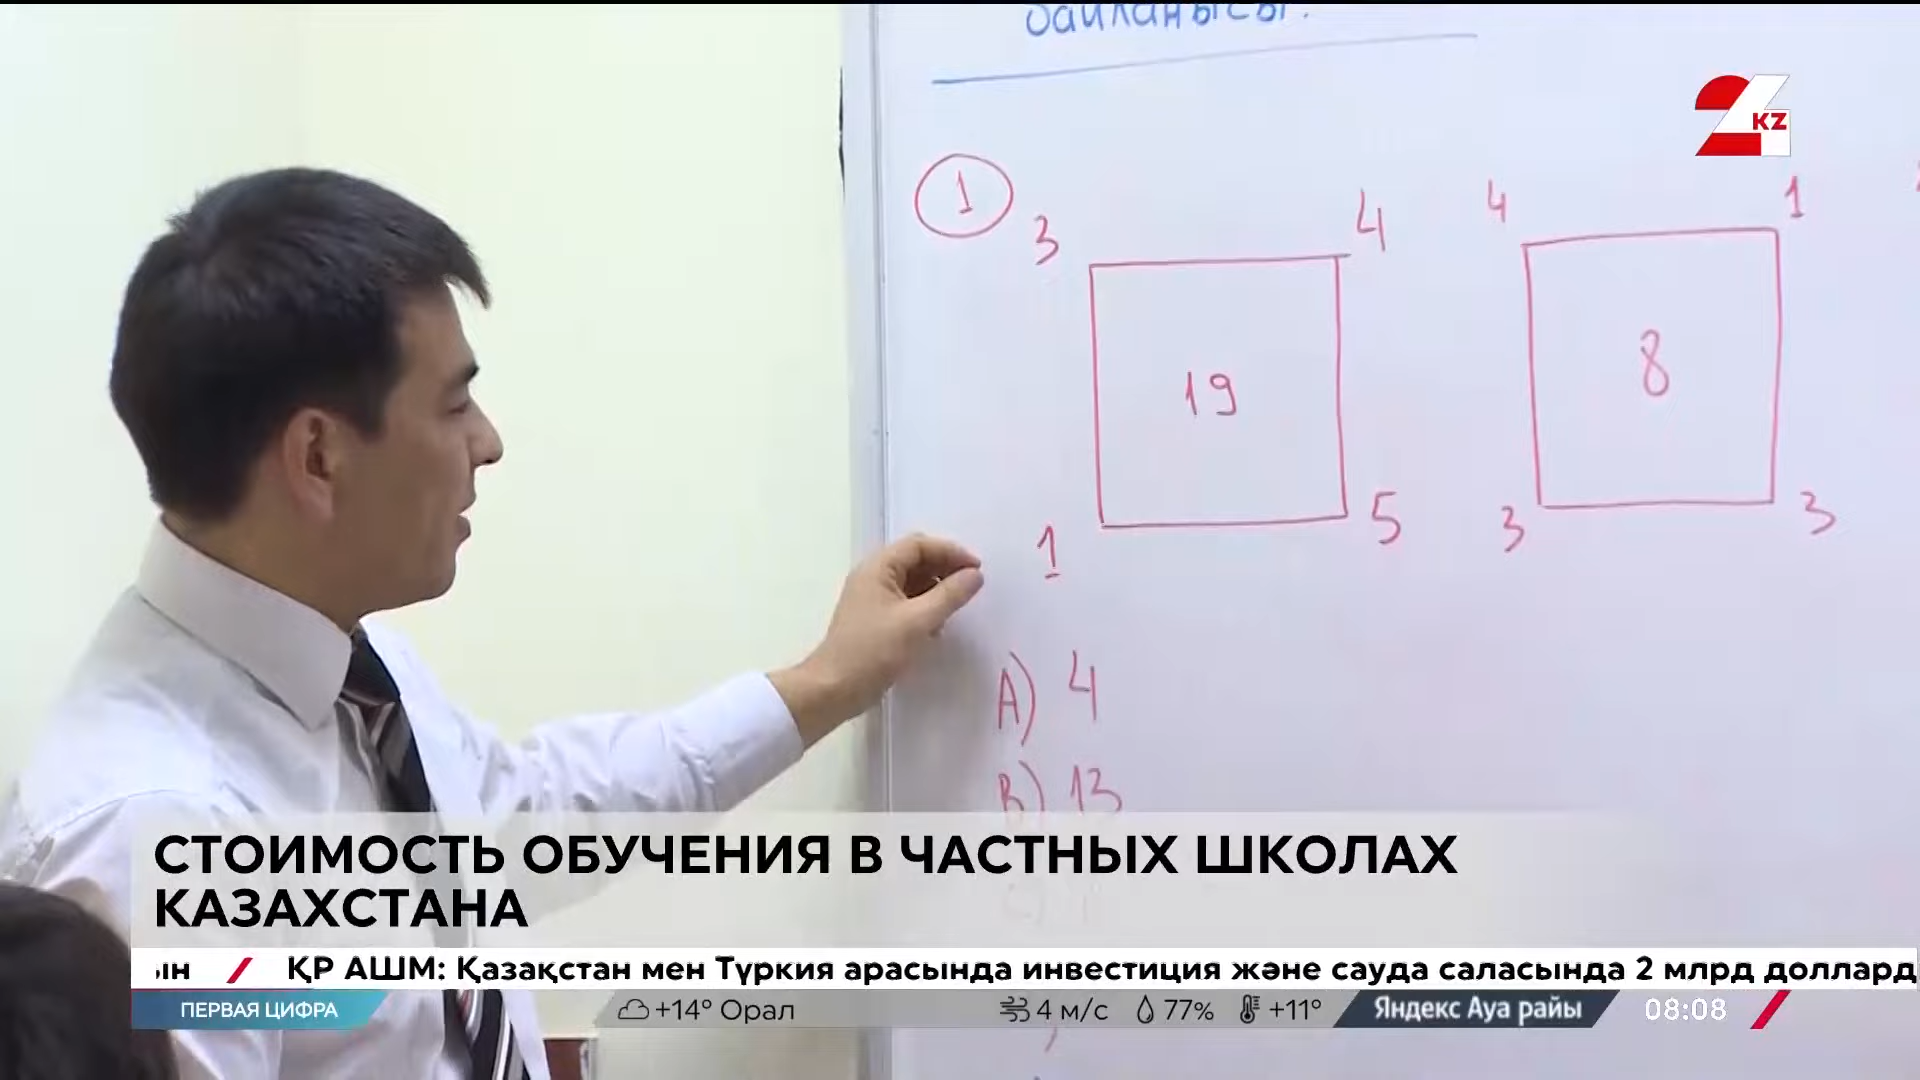 байланысы.
24 KZ
1
3 4
19
1 5
4 1
8
3 3
A) 4
B) 13
СТОИМОСТЬ ОБУЧЕНИЯ В ЧАСТНЫХ ШКОЛАХ
КАЗАХСТАНА
ҚР АШМ: Қазақстан мен Түркия арасында инвестиция және сауда саласында 2 млрд доллард
ПЕРВАЯ ЦИФРА
+14° Орал 4 м/с 77% +11° Яндекс Ауа райы 08:08